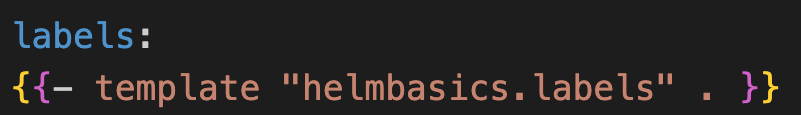 labels:
{{- template "helmbasics.labels" . }}